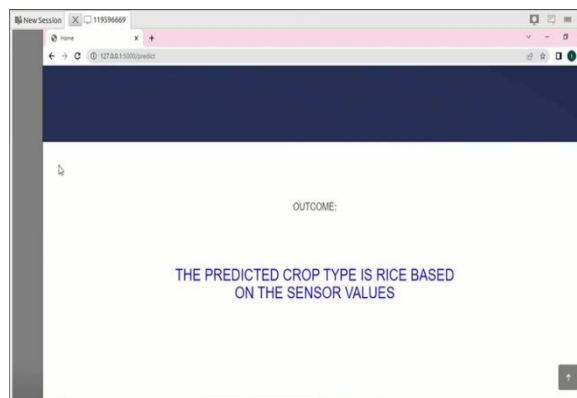 New Session
119596669
Home
127.0.0.1:5000/predict
OUTCOME:
THE PREDICTED CROP TYPE IS RICE BASED
ON THE SENSOR VALUES